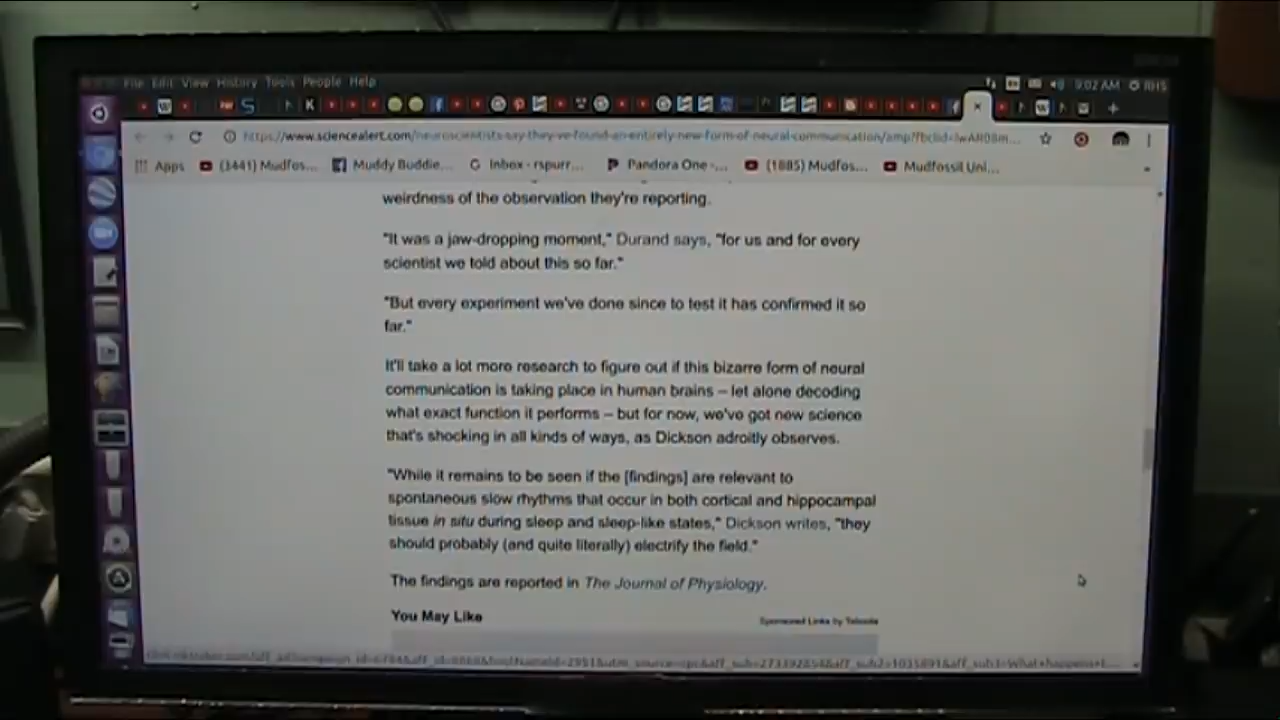 File Edit View History Tools People Help
9:02 AM RHS
https://www.sciencealert.com/neuroscientists-say-they-ve-found-an-entirely-new-form-of-neural-communication/amp?fbclid=IwAR08m...
Apps (3441) Mudfos... Muddy Buddie... Inbox - rspurr... Pandora One -... (1885) Mudfos... Mudfossil Uni...
weirdness of the observation they're reporting.
"It was a jaw-dropping moment," Durand says, "for us and for every
scientist we told about this so far."
"But every experiment we've done since to test it has confirmed it so
far."
It'll take a lot more research to figure out if this bizarre form of neural
communication is taking place in human brains – let alone decoding
what exact function it performs – but for now, we've got new science
that's shocking in all kinds of ways, as Dickson adroitly observes.
"While it remains to be seen if the [findings] are relevant to
spontaneous slow rhythms that occur in both cortical and hippocampal
tissue in situ during sleep and sleep-like states," Dickson writes, "they
should probably (and quite literally) electrify the field."
The findings are reported in The Journal of Physiology.
You May Like
Sponsored Links by Taboola